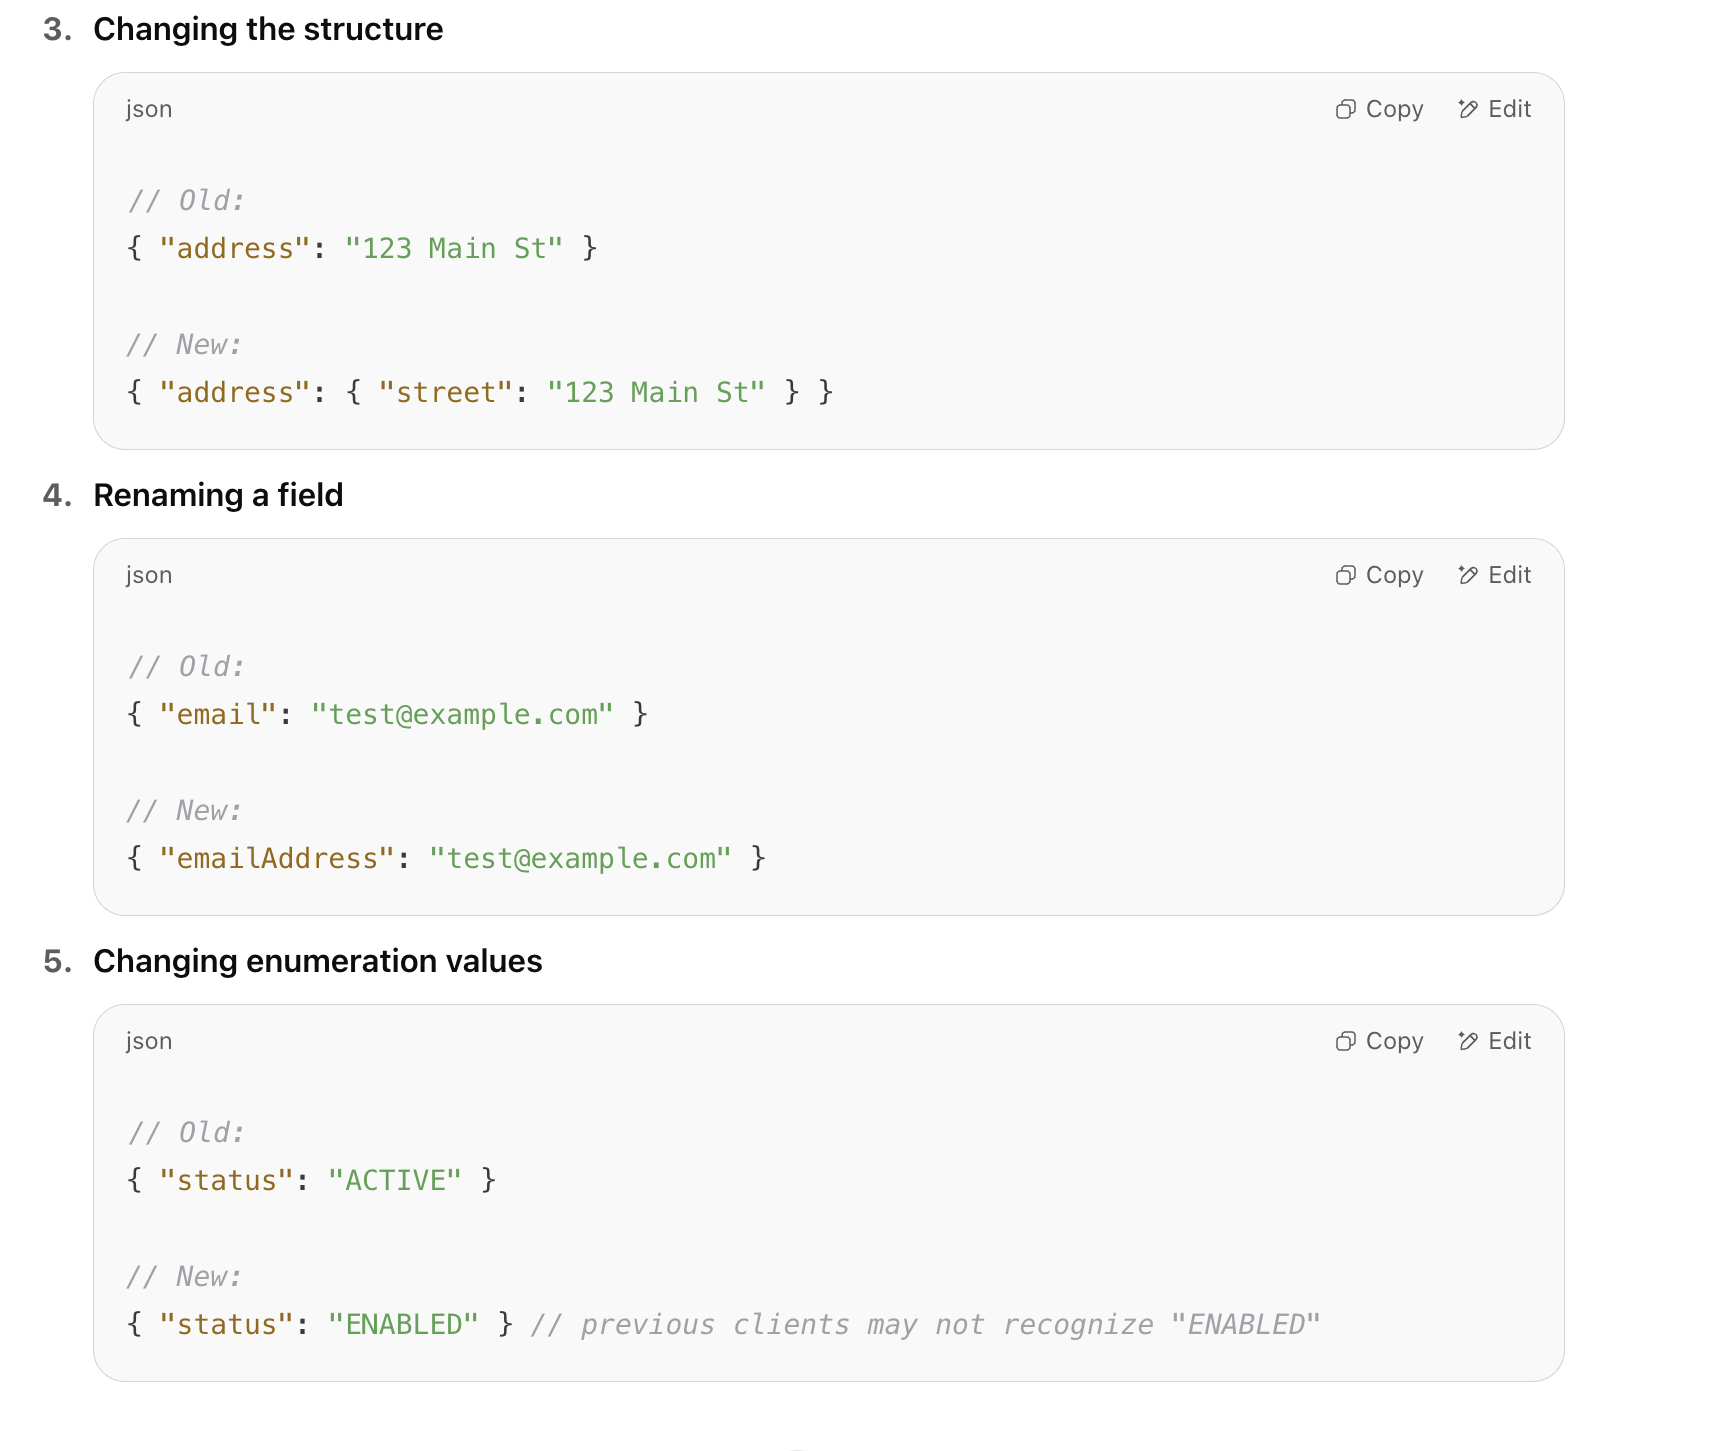 3. Changing the structure
json Copy Edit
// Old:
{ "address": "123 Main St" }
// New:
{ "address": { "street": "123 Main St" } }
4. Renaming a field
json Copy Edit
// Old:
{ "email": "test@example.com" }
// New:
{ "emailAddress": "test@example.com" }
5. Changing enumeration values
json Copy Edit
// Old:
{ "status": "ACTIVE" }
// New:
{ "status": "ENABLED" } // previous clients may not recognize "ENABLED"